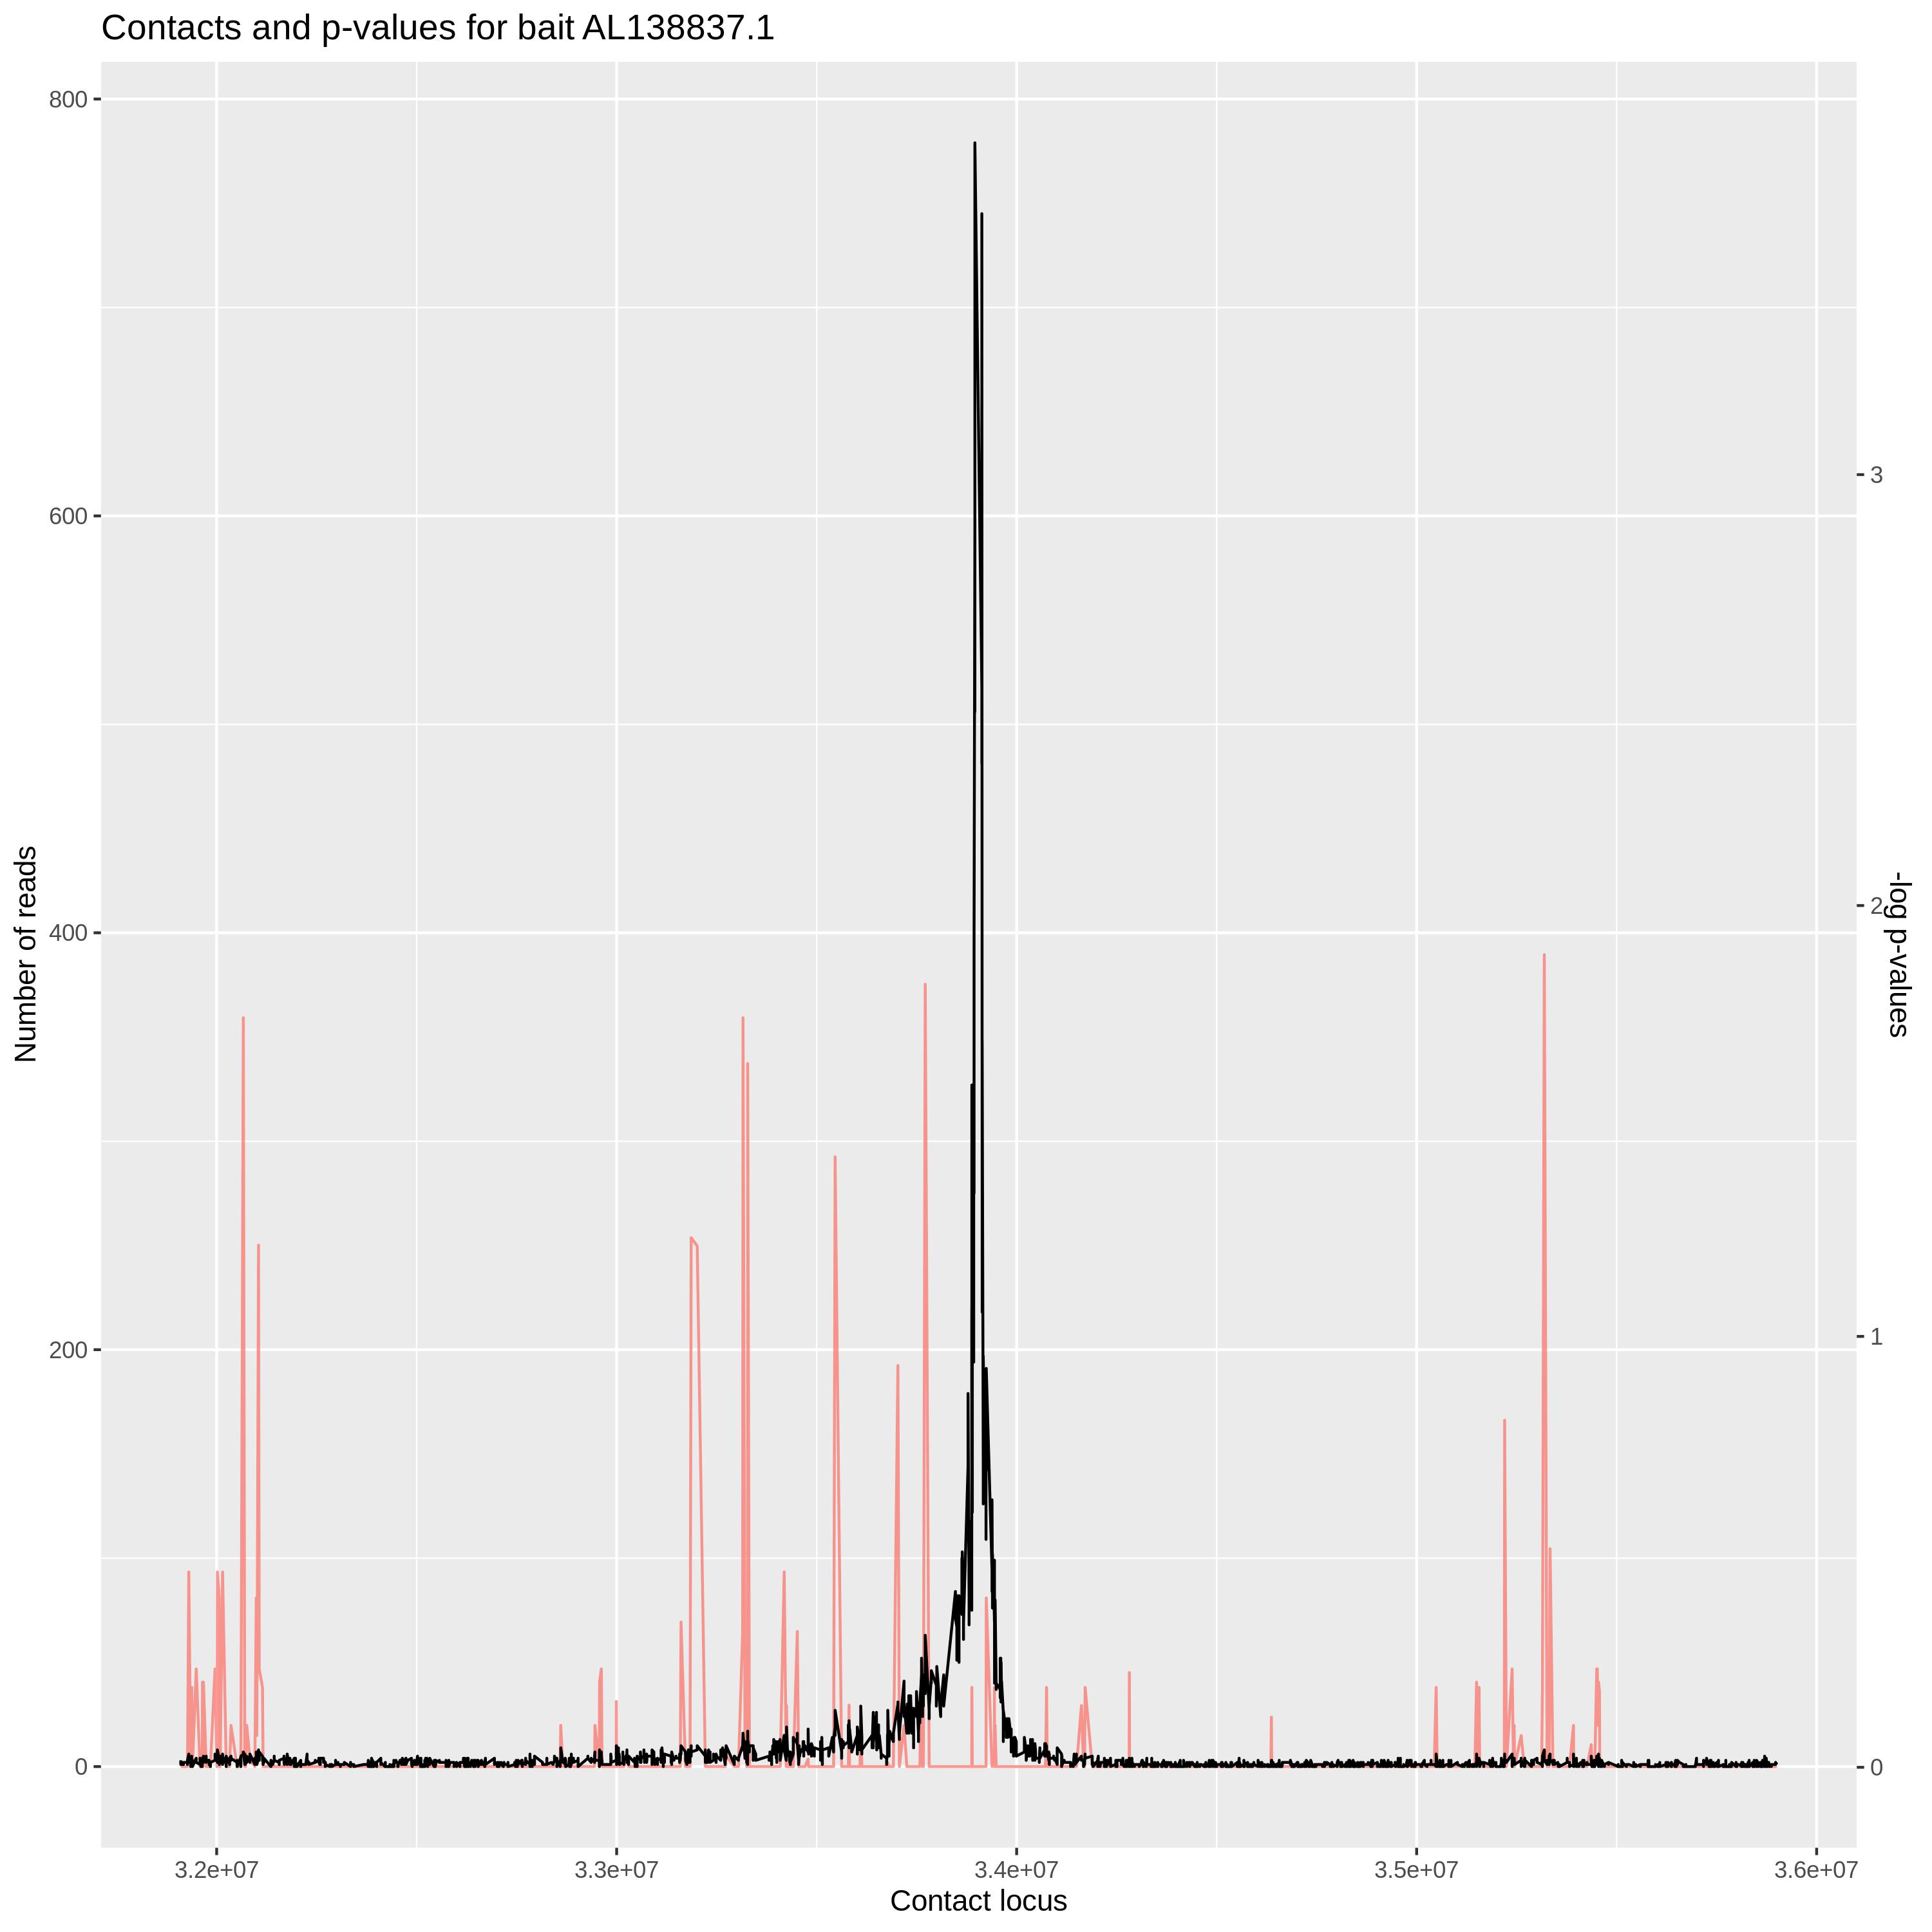 Contacts and p-values for bait AL138837.1
800
600
400
200
0
3
2
1
0
Number of reads
-log p-values
3.2e+07
3.3e+07
3.4e+07
3.5e+07
3.6e+07
Contact locus